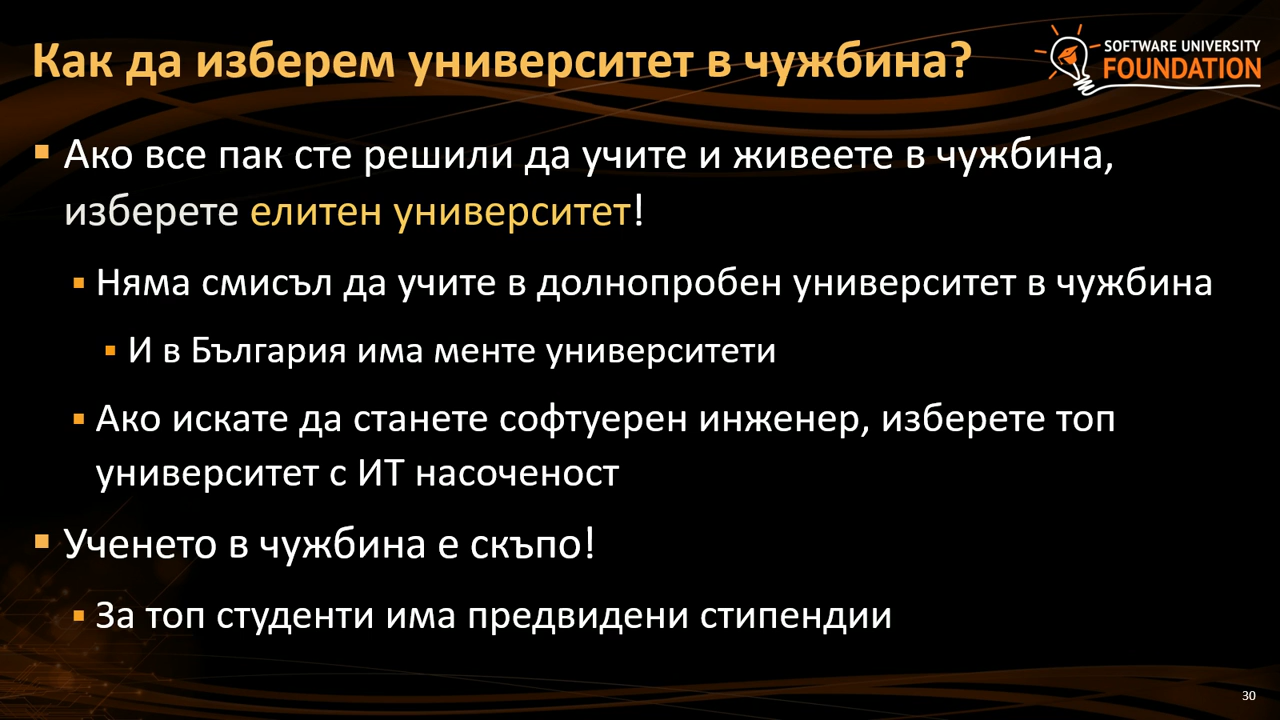 Как да изберем университет в чужбина?
SOFTWARE UNIVERSITY
FOUNDATION
Ако все пак сте решили да учите и живеете в чужбина,
изберете елитен университет!
Няма смисъл да учите в долнопробен университет в чужбина
И в България има менте университети
Ако искате да станете софтуерен инженер, изберете топ
университет с ИТ насоченост
Ученето в чужбина е скъпо!
За топ студенти има предвидени стипендии
30